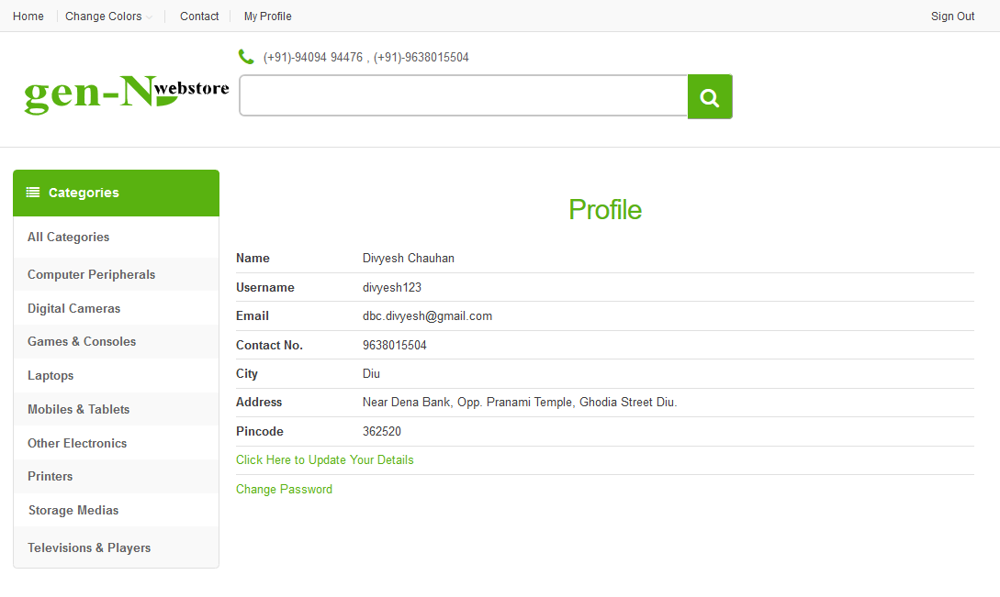 Home Change Colors Contact My Profile Sign Out
(+91)-94094 94476 , (+91)-9638015504
gen-N webstore
Categories
All Categories
Computer Peripherals
Digital Cameras
Games & Consoles
Laptops
Mobiles & Tablets
Other Electronics
Printers
Storage Medias
Televisions & Players
Profile
Name Divyesh Chauhan
Username divyesh123
Email dbc.divyesh@gmail.com
Contact No. 9638015504
City Diu
Address Near Dena Bank, Opp. Pranami Temple, Ghodia Street Diu.
Pincode 362520
Click Here to Update Your Details
Change Password